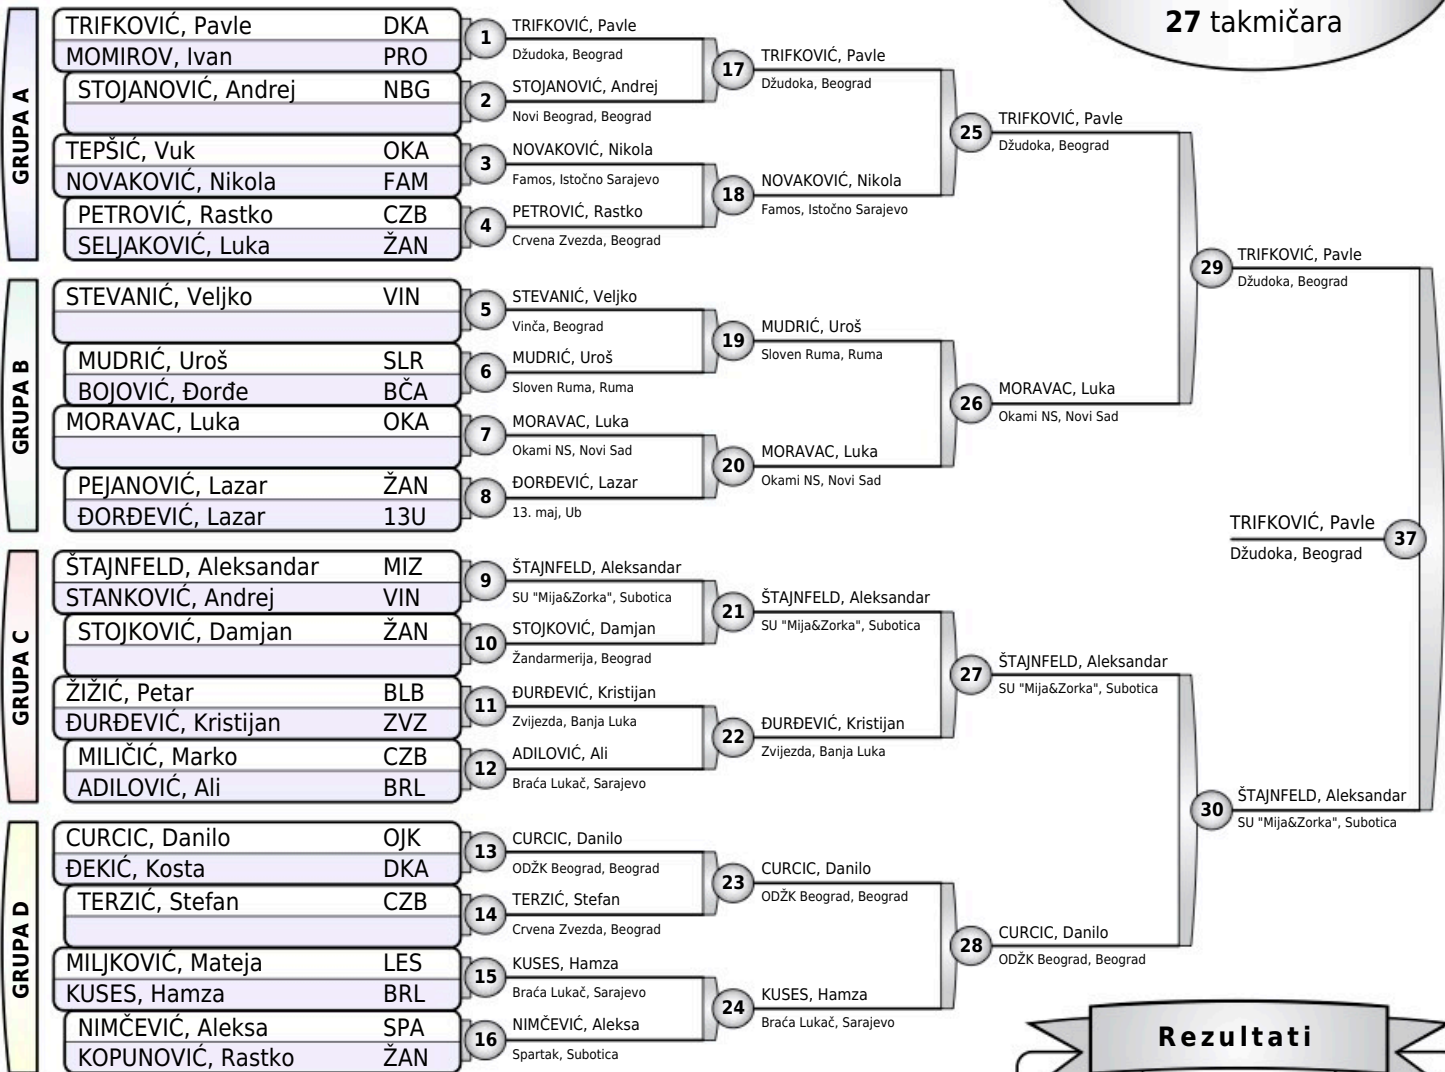 27 takmičara
GRUPA A
TRIFKOVIĆ, Pavle DKA
MOMIROV, Ivan PRO
STOJANOVIĆ, Andrej NBG
TEPŠIĆ, Vuk OKA
NOVAKOVIĆ, Nikola FAM
PETROVIĆ, Rastko CZB
SELJAKOVIĆ, Luka ŽAN
GRUPA B
STEVANIĆ, Veljko VIN
MUDRIĆ, Uroš SLR
BOJOVIĆ, Đorđe BČA
MORAVAC, Luka OKA
PEJANOVIĆ, Lazar ŽAN
ĐORĐEVIĆ, Lazar 13U
GRUPA C
ŠTAJNFELD, Aleksandar MIZ
STANKOVIĆ, Andrej VIN
STOJKOVIĆ, Damjan ŽAN
ŽIŽIĆ, Petar BLB
ĐURĐEVIĆ, Kristijan ZVZ
MILIČIĆ, Marko CZB
ADILOVIĆ, Ali BRL
GRUPA D
CURCIC, Danilo OJK
ĐEKIĆ, Kosta DKA
TERZIĆ, Stefan CZB
MILJKOVIĆ, Mateja LES
KUSES, Hamza BRL
NIMČEVIĆ, Aleksa SPA
KOPUNOVIĆ, Rastko ŽAN
1 TRIFKOVIĆ, Pavle
Džudoka, Beograd
2 STOJANOVIĆ, Andrej
Novi Beograd, Beograd
3 NOVAKOVIĆ, Nikola
Famos, Istočno Sarajevo
4 PETROVIĆ, Rastko
Crvena Zvezda, Beograd
5 STEVANIĆ, Veljko
Vinča, Beograd
6 MUDRIĆ, Uroš
Sloven Ruma, Ruma
7 MORAVAC, Luka
Okami NS, Novi Sad
8 ĐORĐEVIĆ, Lazar
13. maj, Ub
9 ŠTAJNFELD, Aleksandar
SU "Mija&Zorka", Subotica
10 STOJKOVIĆ, Damjan
Žandarmerija, Beograd
11 ĐURĐEVIĆ, Kristijan
Zvijezda, Banja Luka
12 ADILOVIĆ, Ali
Braća Lukač, Sarajevo
13 CURCIC, Danilo
ODŽK Beograd, Beograd
14 TERZIĆ, Stefan
Crvena Zvezda, Beograd
15 KUSES, Hamza
Braća Lukač, Sarajevo
16 NIMČEVIĆ, Aleksa
Spartak, Subotica
17 TRIFKOVIĆ, Pavle
Džudoka, Beograd
18 NOVAKOVIĆ, Nikola
Famos, Istočno Sarajevo
19 MUDRIĆ, Uroš
Sloven Ruma, Ruma
20 MORAVAC, Luka
Okami NS, Novi Sad
21 ŠTAJNFELD, Aleksandar
SU "Mija&Zorka", Subotica
22 ĐURĐEVIĆ, Kristijan
Zvijezda, Banja Luka
23 CURCIC, Danilo
ODŽK Beograd, Beograd
24 KUSES, Hamza
Braća Lukač, Sarajevo
25 TRIFKOVIĆ, Pavle
Džudoka, Beograd
26 MORAVAC, Luka
Okami NS, Novi Sad
27 ŠTAJNFELD, Aleksandar
SU "Mija&Zorka", Subotica
28 CURCIC, Danilo
ODŽK Beograd, Beograd
29 TRIFKOVIĆ, Pavle
Džudoka, Beograd
30 ŠTAJNFELD, Aleksandar
SU "Mija&Zorka", Subotica
TRIFKOVIĆ, Pavle 37
Džudoka, Beograd
Rezultati